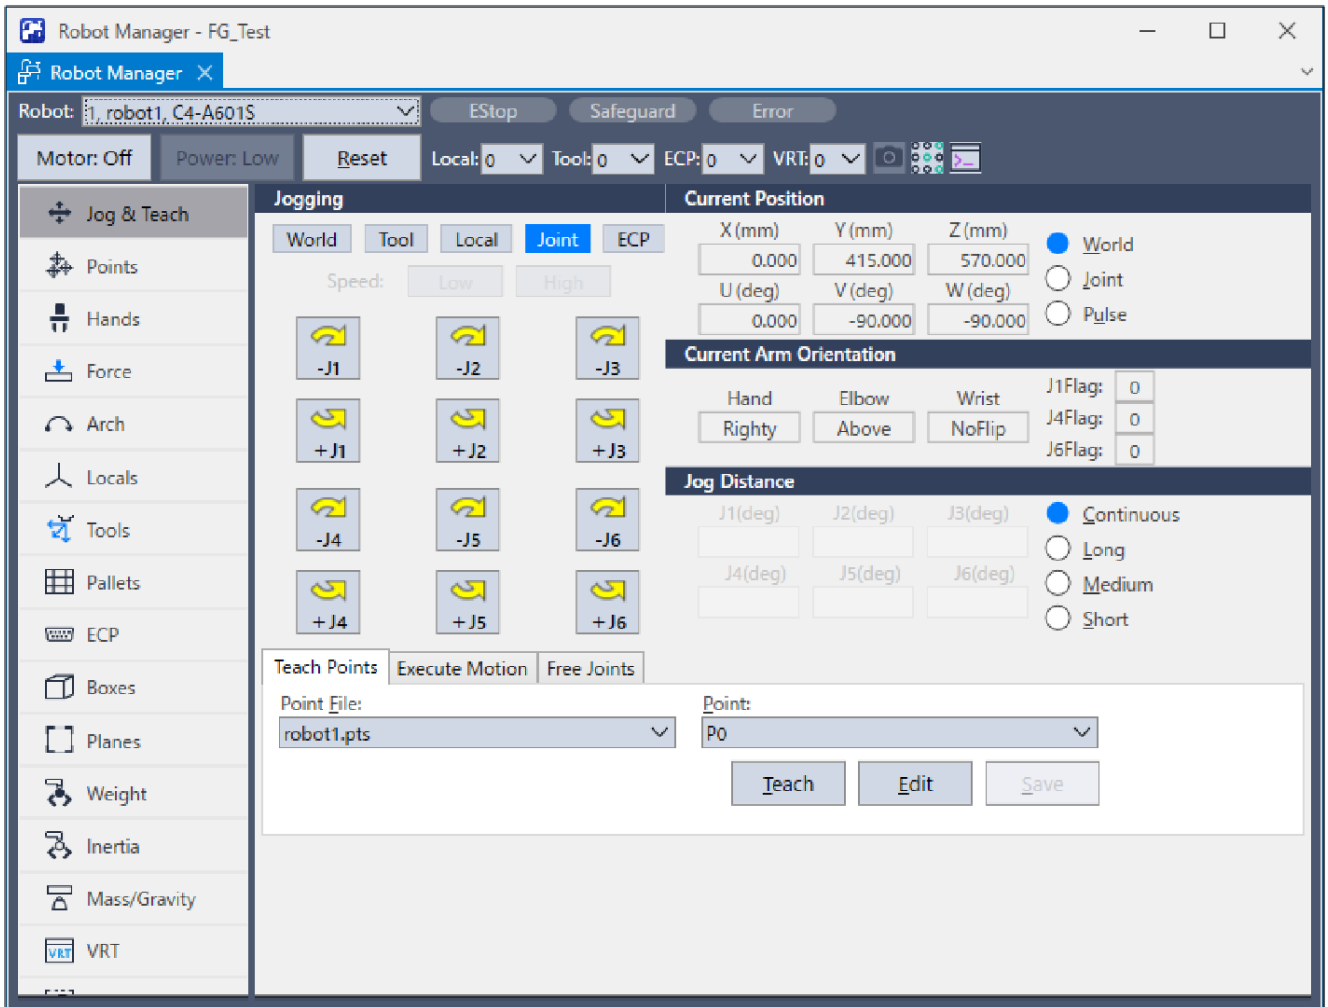 Robot Manager - FG_Test
Robot Manager
Robot: 1, robot1, C4-A601S EStop Safeguard Error
Motor: Off Power: Low Reset Local: 0 Tool: 0 ECP: 0 VRT: 0
Jog & Teach
Points
Hands
Force
Arch
Locals
Tools
Pallets
ECP
Boxes
Planes
Weight
Inertia
Mass/Gravity
VRT VRT
Jogging
World Tool Local Joint ECP
Speed: Low High
-J1 -J2 -J3
+J1 +J2 +J3
-J4 -J5 -J6
+J4 +J5 +J6
Current Position
X (mm) Y (mm) Z (mm)
0.000 415.000 570.000
U (deg) V (deg) W (deg)
0.000 -90.000 -90.000
World
Joint
Pulse
Current Arm Orientation
Hand Elbow Wrist
Righty Above NoFlip
J1Flag: 0
J4Flag: 0
J6Flag: 0
Jog Distance
J1(deg) J2(deg) J3(deg)
J4(deg) J5(deg) J6(deg)
Continuous
Long
Medium
Short
Teach Points Execute Motion Free Joints
Point File: Point:
robot1.pts P0
Teach Edit Save